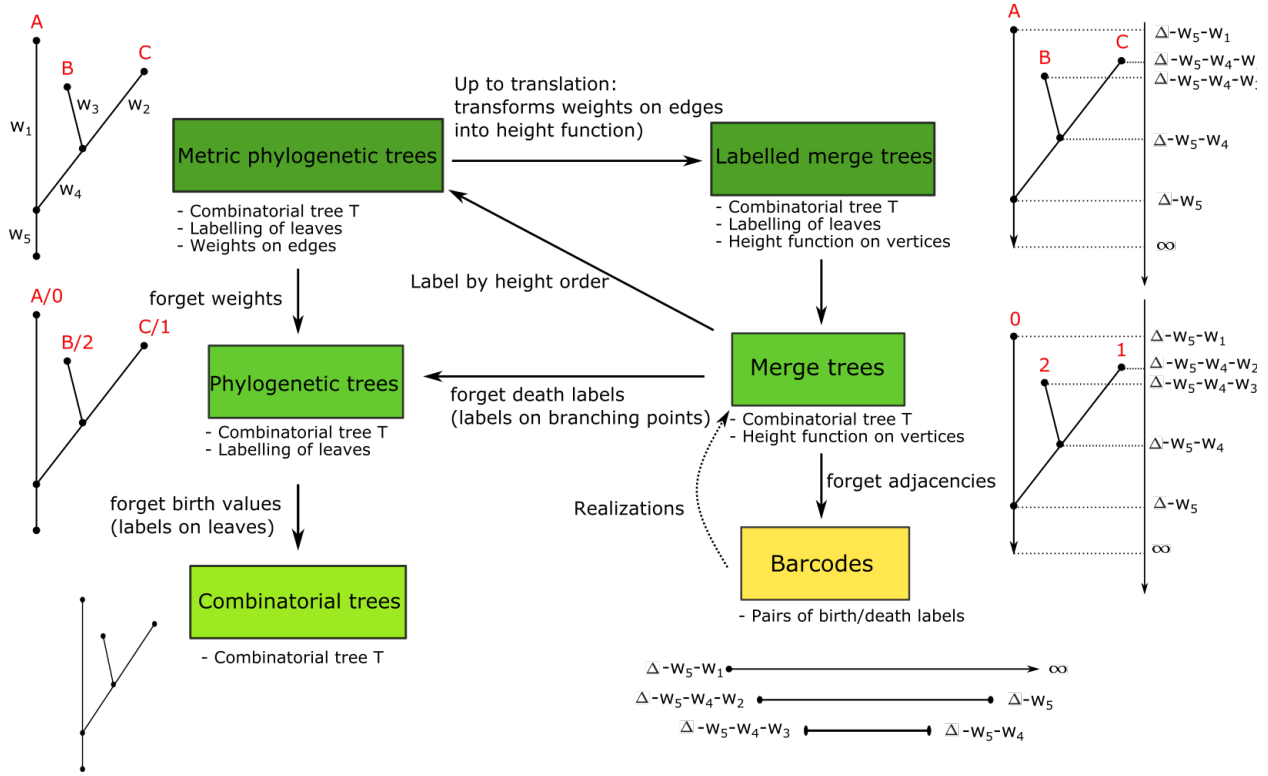 A
B
C
w₁
w₃
w₂
w₄
w₅
Up to translation:
transforms weights on edges
into height function)
Metric phylogenetic trees
- Combinatorial tree T
- Labelling of leaves
- Weights on edges
Labelled merge trees
- Combinatorial tree T
- Labelling of leaves
- Height function on vertices
A
B
C
Δ-w₅-w₁
Δ-w₅-w₄-w
Δ-w₅-w₄-w
Δ-w₅-w₄
Δ-w₅
∞
forget weights
Label by height order
A/0
B/2
C/1
Phylogenetic trees
- Combinatorial tree T
- Labelling of leaves
forget death labels
(labels on branching points)
Merge trees
- Combinatorial tree T
- Height function on vertices
0
2
1
Δ-w₅-w₁
Δ-w₅-w₄-w₂
Δ-w₅-w₄-w₃
Δ-w₅-w₄
Δ-w₅
∞
forget birth values
(labels on leaves)
Realizations
forget adjacencies
Combinatorial trees
- Combinatorial tree T
Barcodes
- Pairs of birth/death labels
Δ-w₅-w₁ ∞
Δ-w₅-w₄-w₂ Δ-w₅
Δ-w₅-w₄-w₃ Δ-w₅-w₄